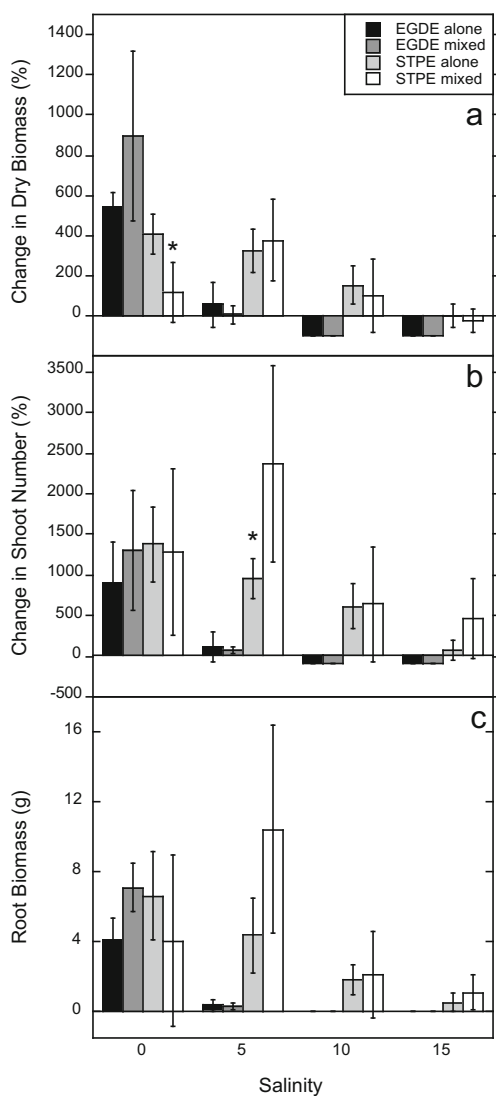 EGDE alone
EGDE mixed
STPE alone
STPE mixed
a
1400
1200
1000
800
600
400
200
0
Change in Dry Biomass (%)
*
b
3500
3000
2500
2000
1500
1000
500
0
-500
Change in Shoot Number (%)
*
c
16
12
8
4
0
Root Biomass (g)
0 5 10 15
Salinity